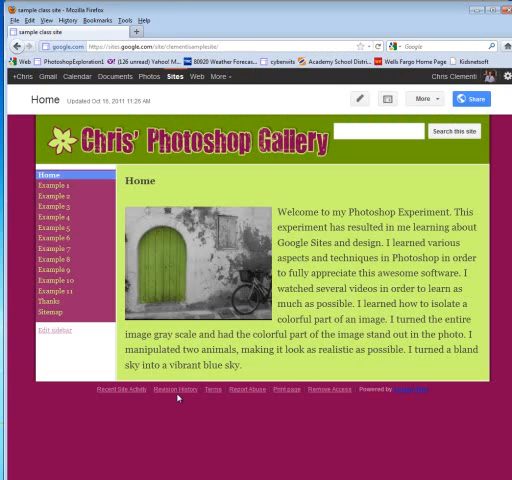 sample class site - Mozilla Firefox
File Edit View History Bookmarks Tools Help
sample class site
google.com https://sites.google.com/site/clementisamplesite/
Google
Web PhotoshopExploration1 (126 unread) Yahoo! M... 80920 Weather Forecas... cybernvits Academy School Distri... Wells Fargo Home Page Kidsnetsoft
+Chris Gmail Calendar Documents Photos Sites Web More
Chris Clementi
Home Updated Oct 16, 2011 11:26 AM
More
Share
Chris' Photoshop Gallery
Search this site
Home
Example 1
Example 2
Example 3
Example 4
Example 5
Example 6
Example 7
Example 8
Example 9
Example 10
Example 11
Thanks
Sitemap
Edit sidebar
Home
Welcome to my Photoshop Experiment. This
experiment has resulted in me learning about
Google Sites and design. I learned various
aspects and techniques in Photoshop in order
to fully appreciate this awesome software. I
watched several videos in order to learn as
much as possible. I learned how to isolate a
colorful part of an image. I turned the entire
image gray scale and had the colorful part of the image stand out in the photo. I
manipulated two animals, making it look as realistic as possible. I turned a bland
sky into a vibrant blue sky.
Recent Site Activity | Revision History | Terms | Report Abuse | Print page | Remove Access | Powered by